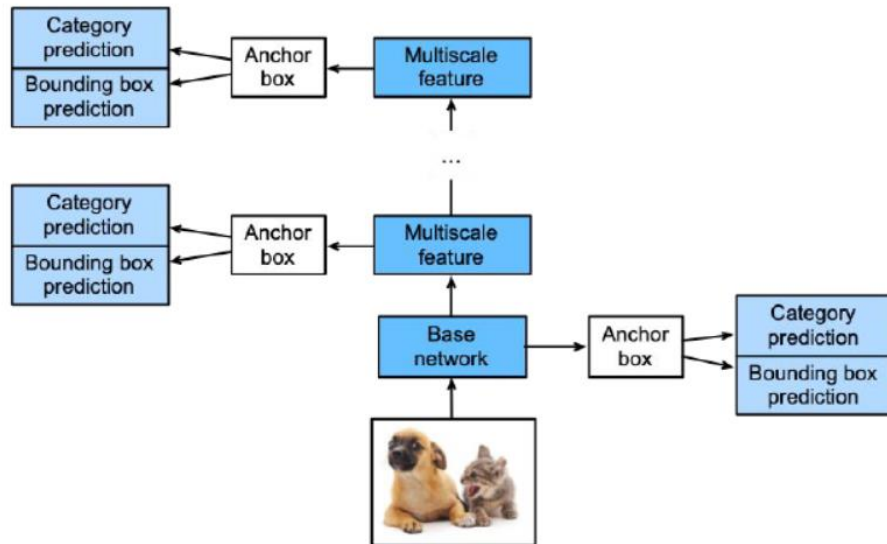 Category
prediction
Bounding box
prediction
Anchor
box
Multiscale
feature
...
Category
prediction
Bounding box
prediction
Anchor
box
Multiscale
feature
Base
network
Anchor
box
Category
prediction
Bounding box
prediction